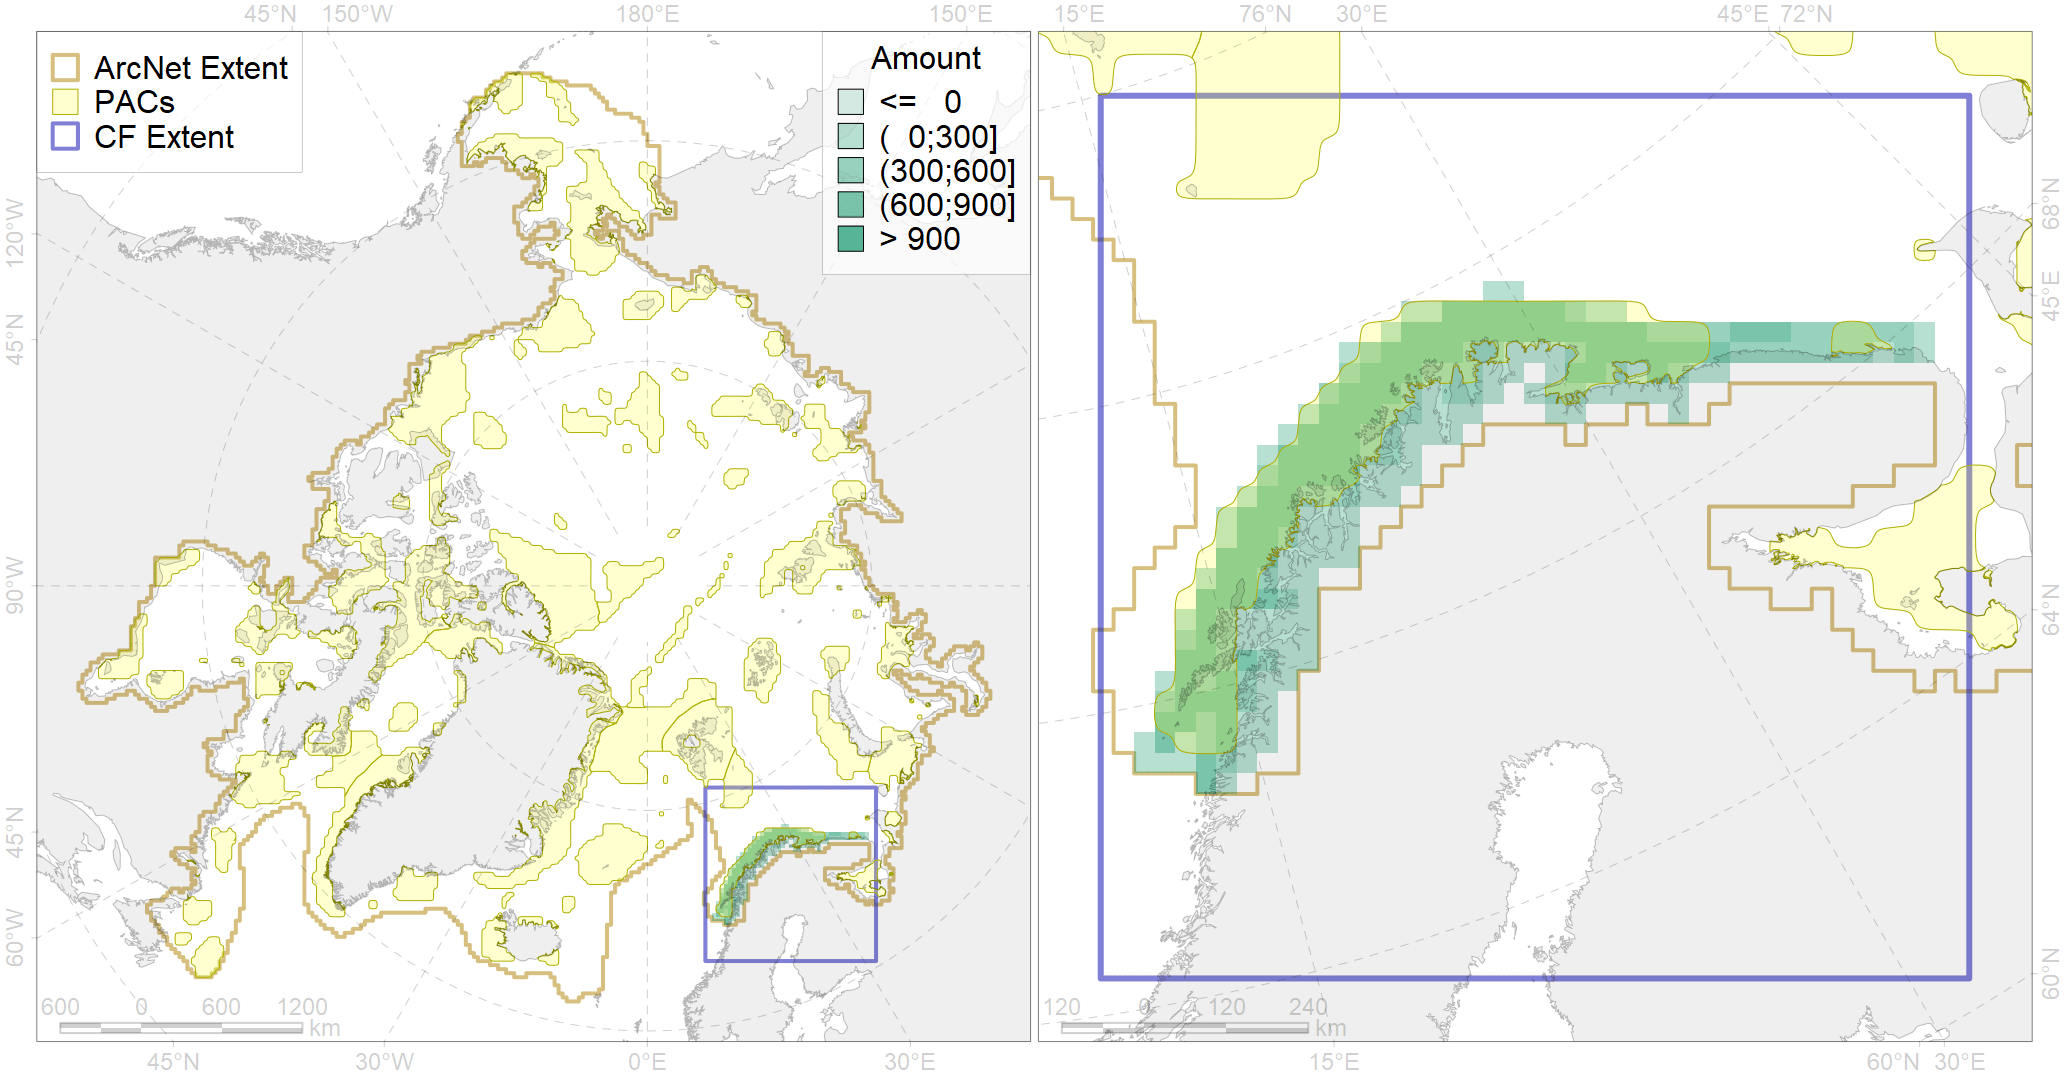 45°N 150°W 180°E 150°E 15°E 76°N 30°E 45°E 72°N
ArcNet Extent
PACs
CF Extent
Amount
<= 0
( 0;300]
(300;600]
(600;900]
> 900
120°W
45°N
90°W
45°N
60°W
68°N
45°E
64°N
60°N
600 0 600 1200
km
120 0 120 240
km
45°N 30°W 0°E 30°E 15°E 60°N 30°E